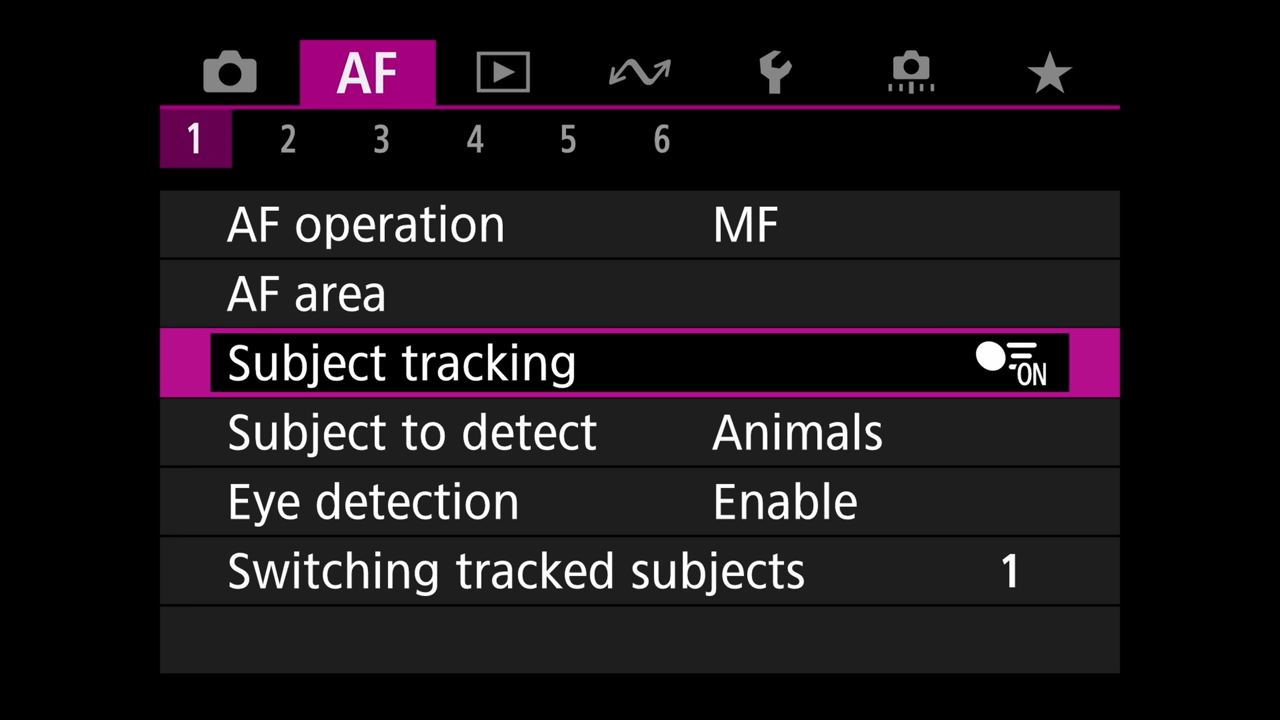 AF
1 2 3 4 5 6
AF operation MF
AF area
Subject tracking ON
Subject to detect Animals
Eye detection Enable
Switching tracked subjects 1